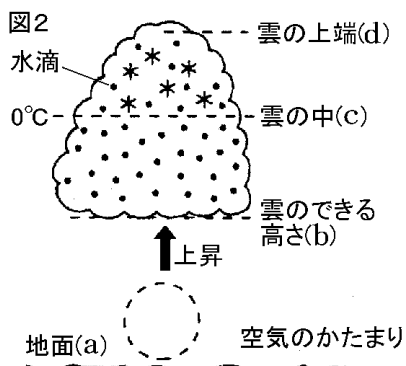 図2
雲の上端(d)
水滴
0℃
雲の中(c)
雲のできる
高さ(b)
上昇
地面(a)
空気のかたまり